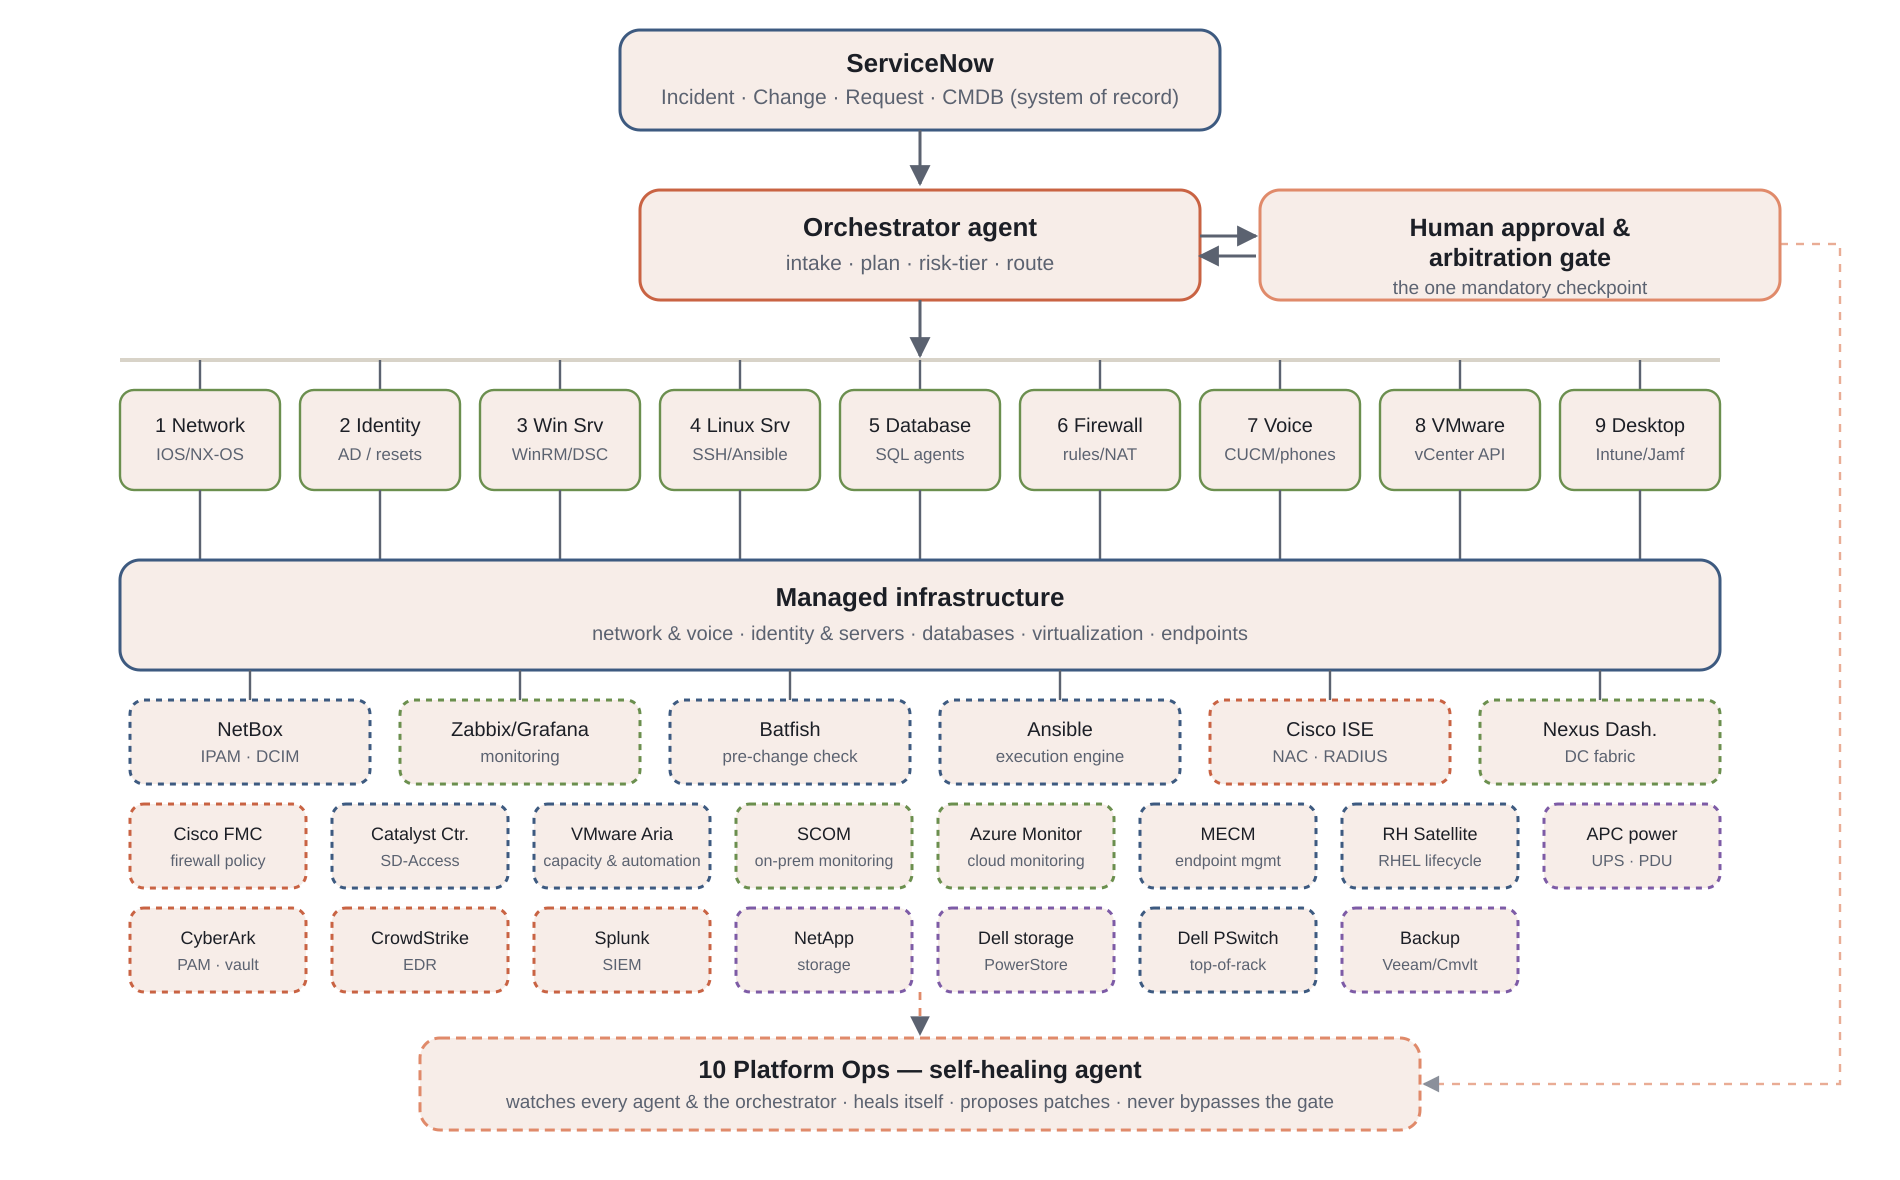 ServiceNow
Incident · Change · Request · CMDB (system of record)
Orchestrator agent
intake · plan · risk-tier · route
Human approval &
arbitration gate
the one mandatory checkpoint
1 Network
IOS/NX-OS
2 Identity
AD / resets
3 Win Srv
WinRM/DSC
4 Linux Srv
SSH/Ansible
5 Database
SQL agents
6 Firewall
rules/NAT
7 Voice
CUCM/phones
8 VMware
vCenter API
9 Desktop
Intune/Jamf
Managed infrastructure
network & voice · identity & servers · databases · virtualization · endpoints
NetBox
IPAM · DCIM
Zabbix/Grafana
monitoring
Batfish
pre-change check
Ansible
execution engine
Cisco ISE
NAC · RADIUS
Nexus Dash.
DC fabric
Cisco FMC
firewall policy
Catalyst Ctr.
SD-Access
VMware Aria
capacity & automation
SCOM
on-prem monitoring
Azure Monitor
cloud monitoring
MECM
endpoint mgmt
RH Satellite
RHEL lifecycle
APC power
UPS · PDU
CyberArk
PAM · vault
CrowdStrike
EDR
Splunk
SIEM
NetApp
storage
Dell storage
PowerStore
Dell PSwitch
top-of-rack
Backup
Veeam/Cmvlt
10 Platform Ops — self-healing agent
watches every agent & the orchestrator · heals itself · proposes patches · never bypasses the gate